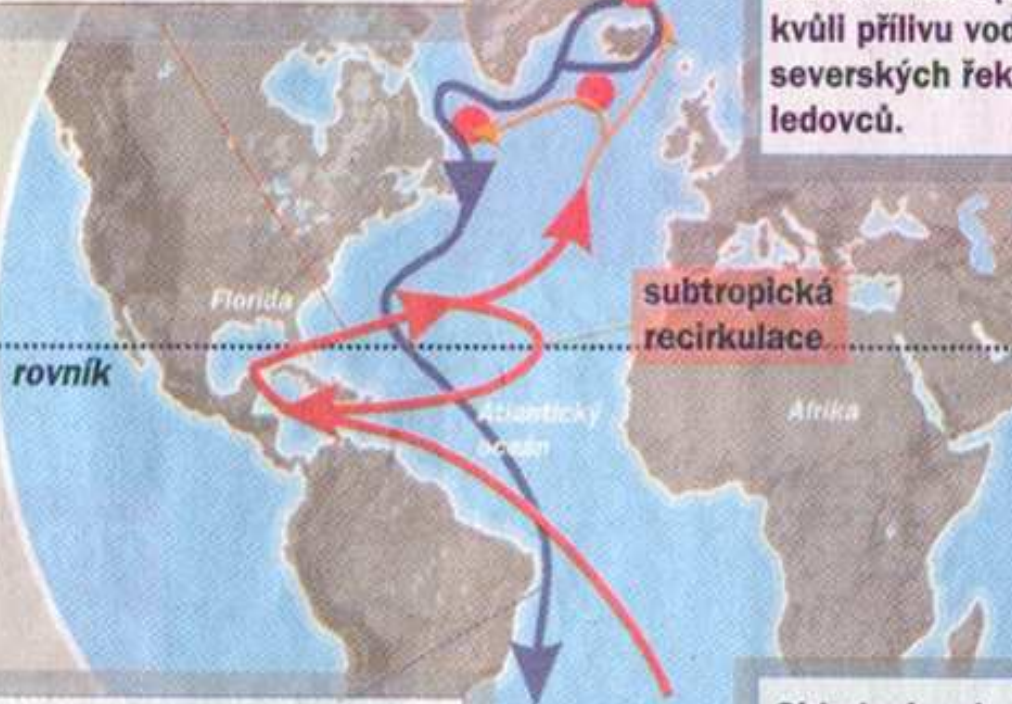 kvůli přílivu vod
severských řek
ledovců.
Florida
subtropická
recirkulace
rovník
Atlantický
oceán
Afrika